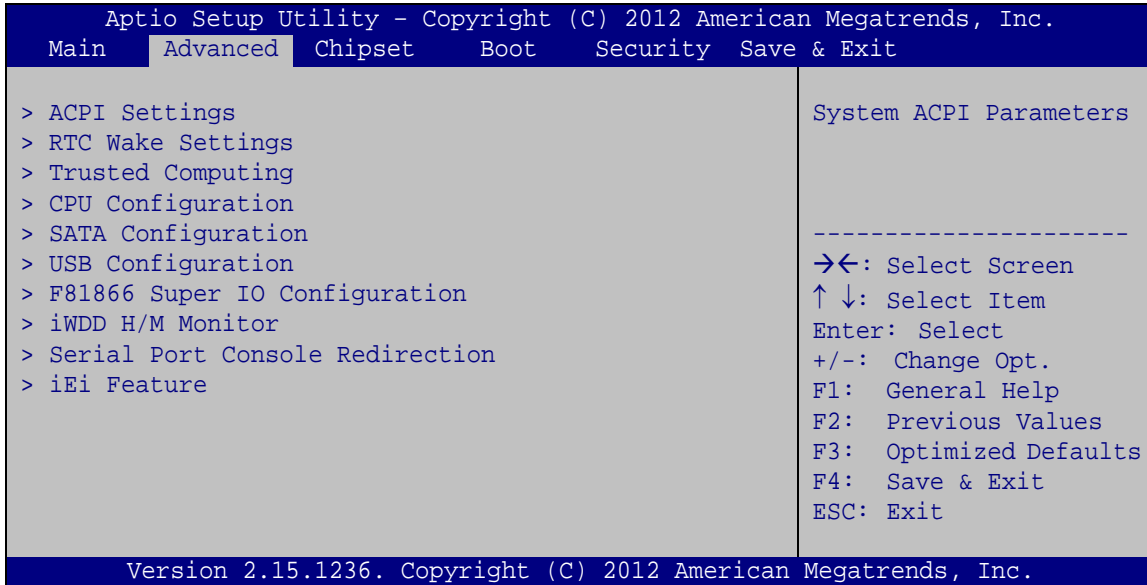 Aptio Setup Utility – Copyright (C) 2012 American Megatrends, Inc.
Main Advanced Chipset Boot Security Save & Exit
> ACPI Settings
> RTC Wake Settings
> Trusted Computing
> CPU Configuration
> SATA Configuration
> USB Configuration
> F81866 Super IO Configuration
> iWDD H/M Monitor
> Serial Port Console Redirection
> iEi Feature
System ACPI Parameters
----------------------
→←: Select Screen
↑ ↓: Select Item
Enter: Select
+/-: Change Opt.
F1: General Help
F2: Previous Values
F3: Optimized Defaults
F4: Save & Exit
ESC: Exit
Version 2.15.1236. Copyright (C) 2012 American Megatrends, Inc.